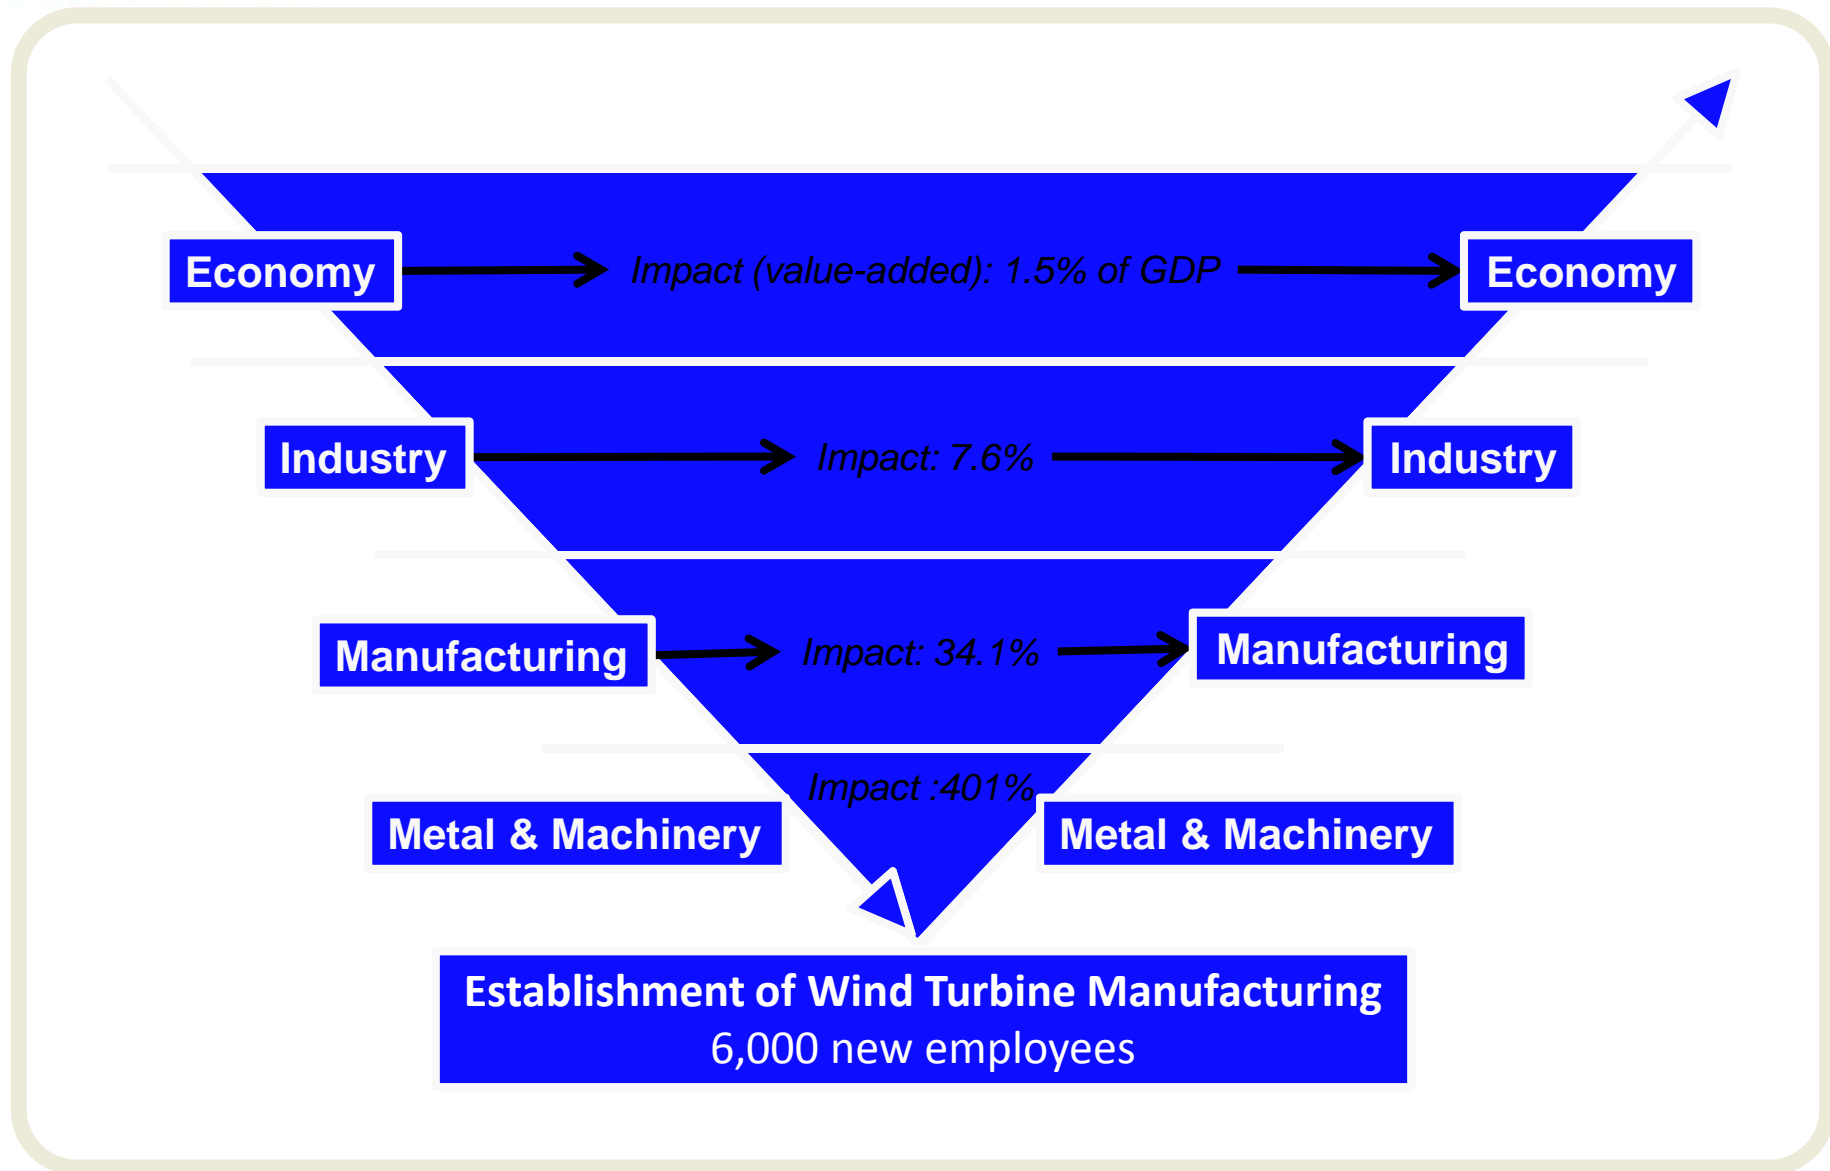 Economy
Impact (value-added): 1.5% of GDP
Economy
Industry
Impact: 7.6%
Industry
Manufacturing
Impact: 34.1%
Manufacturing
Impact :401%
Metal & Machinery
Metal & Machinery
Establishment of Wind Turbine Manufacturing
6,000 new employees